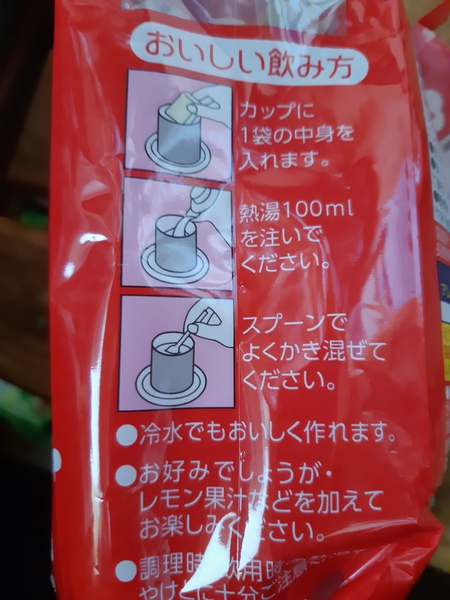 おいしい飲み方
カップに
1袋の中身を
入れます。
熱湯100ml
を注いで
ください。
スプーンで
よくかき混ぜて
ください。
●冷水でもおいしく作れます。
●お好みでしょうが・
レモン果汁などを加えて
お楽しみください。
●調理時、飲用時
やけどに十分ご注意